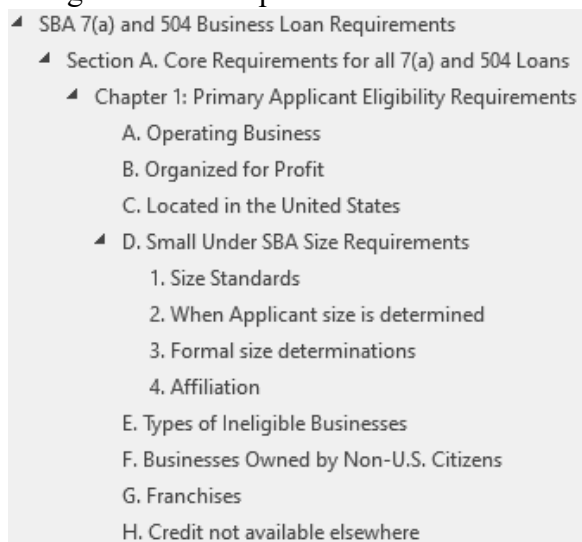 SBA 7(a) and 504 Business Loan Requirements
Section A. Core Requirements for all 7(a) and 504 Loans
Chapter 1: Primary Applicant Eligibility Requirements
A. Operating Business
B. Organized for Profit
C. Located in the United States
D. Small Under SBA Size Requirements
1. Size Standards
2. When Applicant size is determined
3. Formal size determinations
4. Affiliation
E. Types of Ineligible Businesses
F. Businesses Owned by Non-U.S. Citizens
G. Franchises
H. Credit not available elsewhere